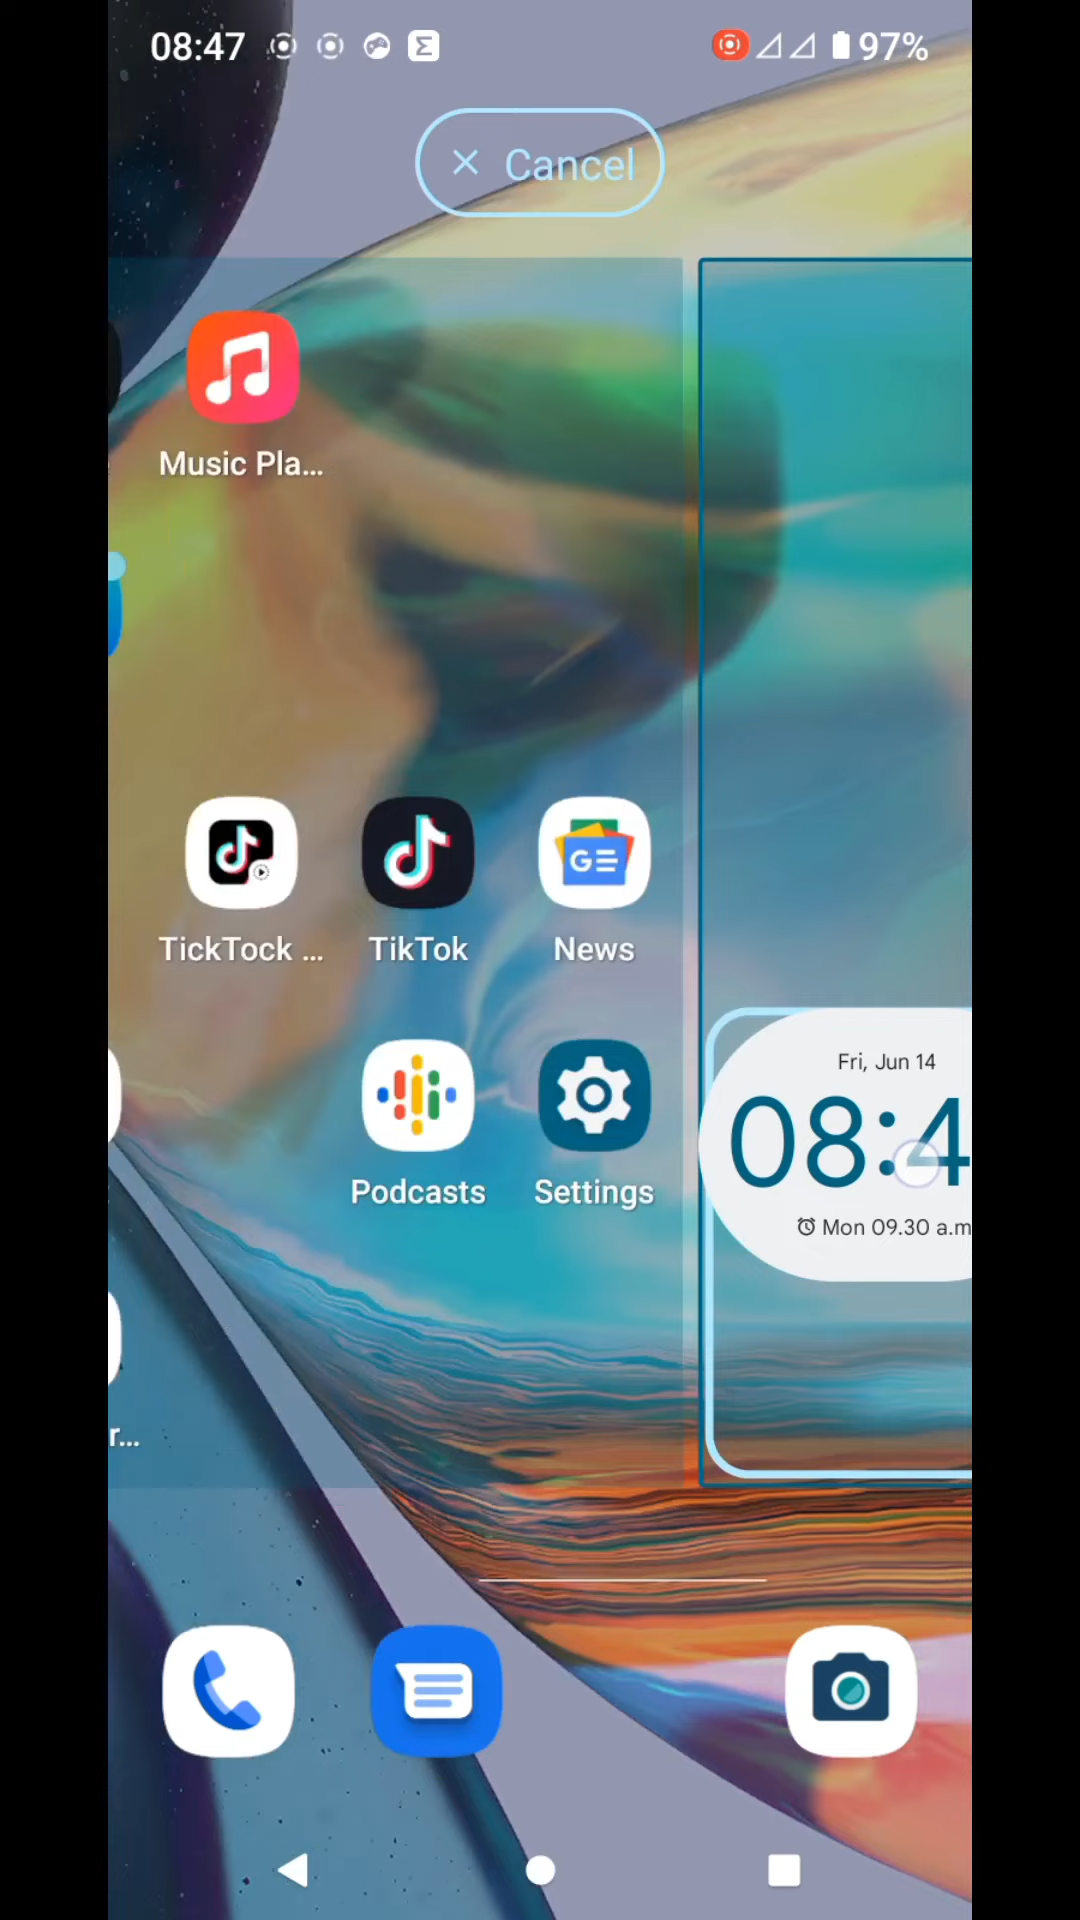 08:47
97%
Cancel
Music Pla...
TickTock ...
TikTok
News
Podcasts
Settings
Fri, Jun 14
08:4
Mon 09.30 a.m
r...